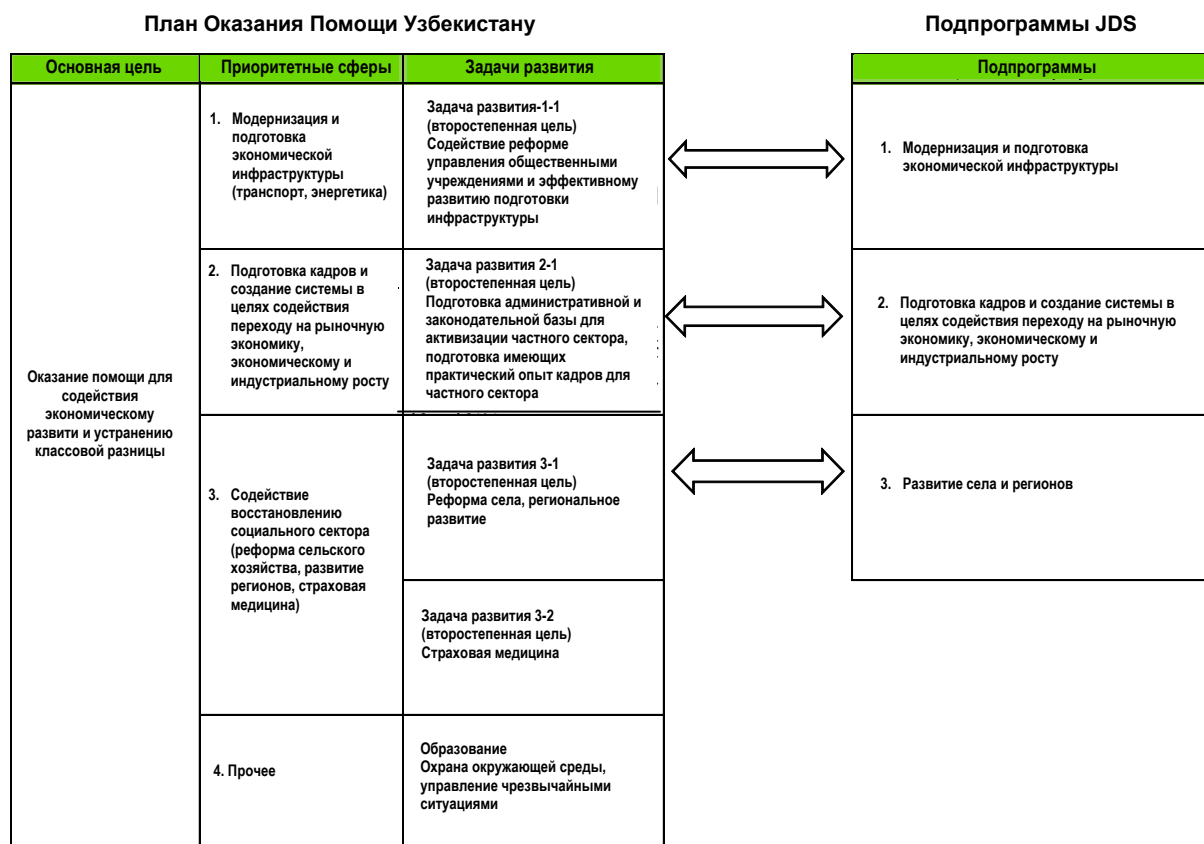 План Оказания Помощи Узбекистану
Подпрограммы JDS
Основная цель
Приоритетные сферы
Задачи развития
Подпрограммы
Оказание помощи для
содействия
экономическому
развити и устранению
классовой разницы
1. Модернизация и
подготовка
экономической
инфраструктуры
(транспорт, энергетика)
Задача развития-1-1
(второстепенная цель)
Содействие реформе
управления общественными
учреждениями и эффективному
развитию подготовки
инфраструктуры
1. Модернизация и подготовка
экономической инфраструктуры
2. Подготовка кадров и
создание системы в
целях содействия
переходу на рыночную
экономику,
экономическому и
индустриальному росту
Задача развития 2-1
(второстепенная цель)
Подготовка административной и
законодательной базы для
активизации частного сектора,
подготовка имеющих
практический опыт кадров для
частного сектора
2. Подготовка кадров и создание системы в
целях содействия переходу на рыночную
экономику, экономическому и
индустриальному росту
3. Содействие
восстановлению
социального сектора
(реформа сельского
хозяйства, развитие
регионов, страховая
медицина)
Задача развития 3-1
(второстепенная цель)
Реформа села, региональное
развитие
3. Развитие села и регионов
Задача развития 3-2
(второстепенная цель)
Страховая медицина
4. Прочее
Образование
Охрана окружающей среды,
управление чрезвычайными
ситуациями